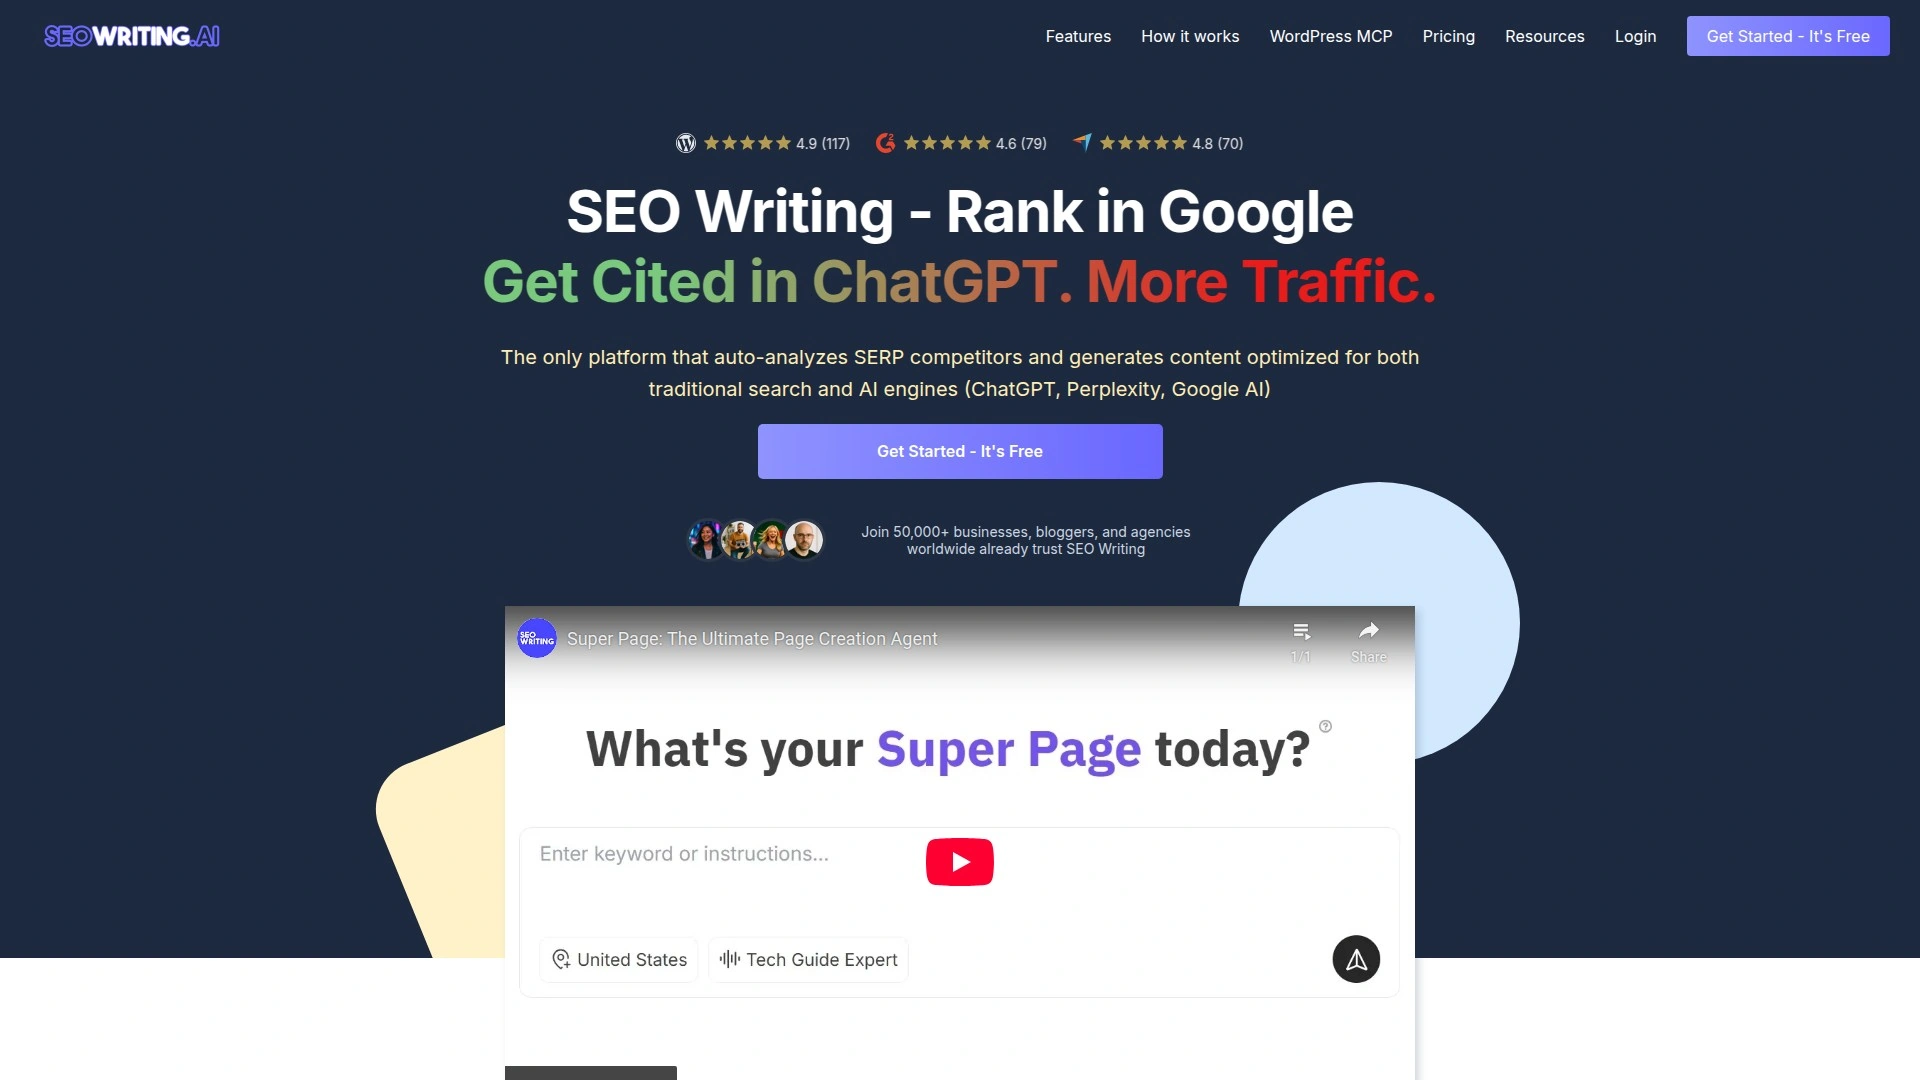 SEOWRITING.AI
Features
How it works
WordPress MCP
Pricing
Resources
Login
Get Started - It's Free
4.9 (117)
4.6 (79)
4.8 (70)
SEO Writing - Rank in Google
Get Cited in ChatGPT. More Traffic.
The only platform that auto-analyzes SERP competitors and generates content optimized for both
traditional search and AI engines (ChatGPT, Perplexity, Google AI)
Get Started - It's Free
Join 50,000+ businesses, bloggers, and agencies
worldwide already trust SEO Writing
SEO
WRITING
Super Page: The Ultimate Page Creation Agent
1/1
Share
What's your Super Page today?
Enter keyword or instructions...
United States
Tech Guide Expert